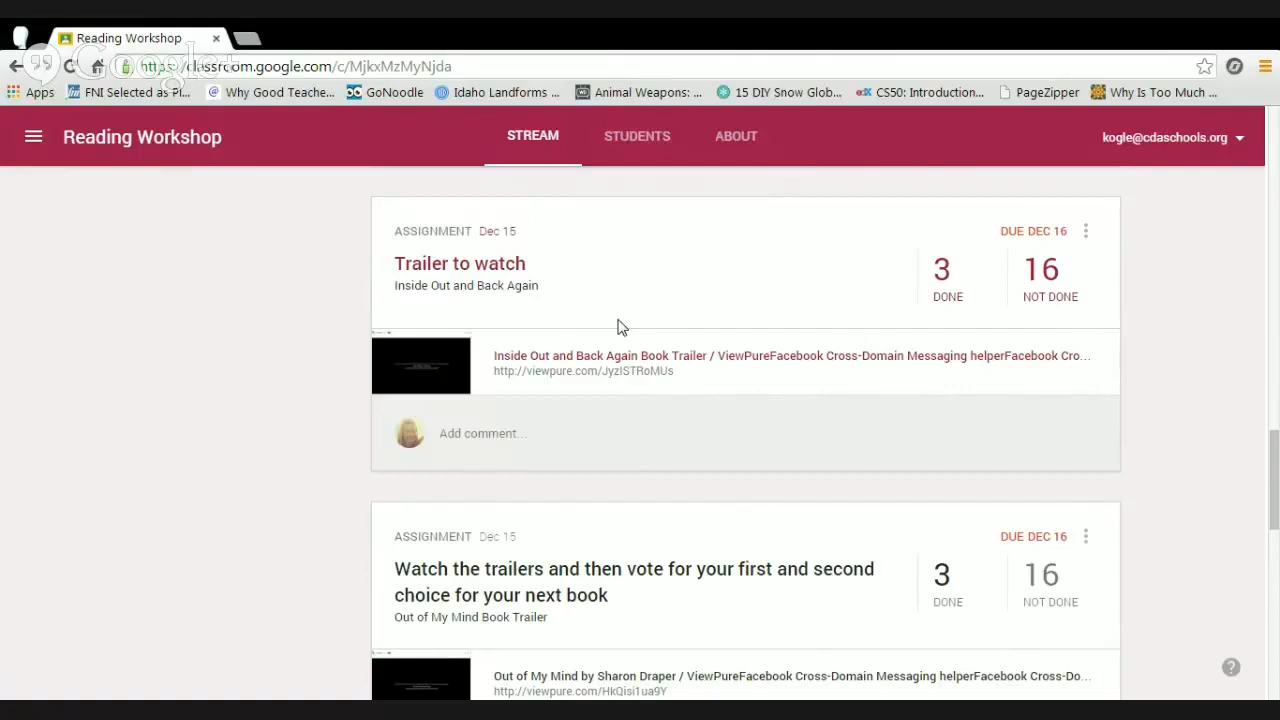 Reading Workshop ×
Google+
https://classroom.google.com/c/MjkxMzMyNjda
Apps FNI Selected as Pl... Why Good Teache... GoNoodle Idaho Landforms ... Animal Weapons: ... 15 DIY Snow Glob... CS50: Introduction... PageZipper Why Is Too Much ...
Reading Workshop STREAM STUDENTS ABOUT kogle@cdaschools.org
ASSIGNMENT Dec 15 DUE DEC 16
Trailer to watch 3 16
Inside Out and Back Again DONE NOT DONE
Inside Out and Back Again Book Trailer / ViewPureFacebook Cross-Domain Messaging helperFacebook Cro...
http://viewpure.com/JyzISTRoMUs
Add comment...
ASSIGNMENT Dec 15 DUE DEC 16
Watch the trailers and then vote for your first and second 3 16
choice for your next book DONE NOT DONE
Out of My Mind Book Trailer
Out of My Mind by Sharon Draper / ViewPureFacebook Cross-Domain Messaging helperFacebook Cro-Do...
http://viewpure.com/HkQisi1ua9Y